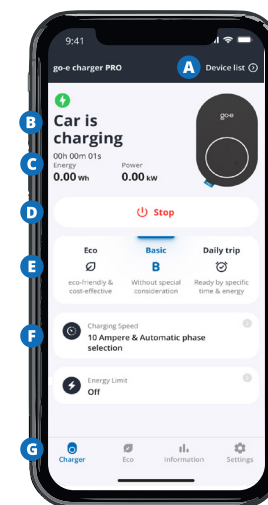 9:41
go-e charger PRO
A
Device list
B
Car is
charging
go-e
C
00h 00m 01s
Energy
Power
0.00 Wh
0.00 kW
D
Stop
Eco
Basic
Daily trip
E
B
eco-friendly &
cost-effective
Without special
consideration
Ready by specific
time & energy
F
Charging Speed
10 Ampere & Automatic phase
selection
Energy Limit
Off
G
Charger
Eco
Information
Settings